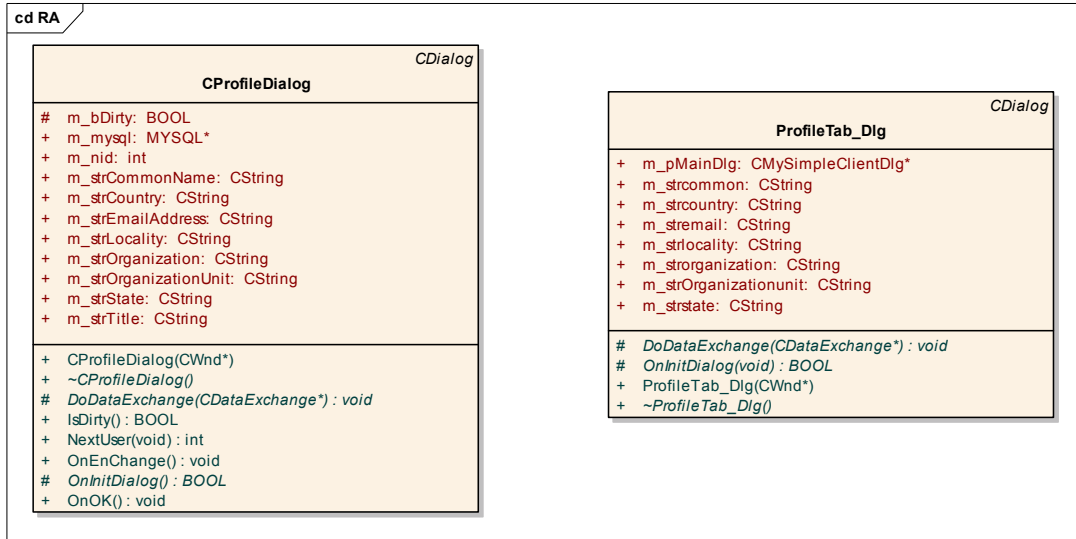 cd RA
CDialog
CProfileDialog
# m_bDirty: BOOL
+ m_mysql: MYSQL*
+ m_nid: int
+ m_strCommonName: CString
+ m_strCountry: CString
+ m_strEmailAddress: CString
+ m_strLocality: CString
+ m_strOrganization: CString
+ m_strOrganizationUnit: CString
+ m_strState: CString
+ m_strTitle: CString
+ CProfileDialog(CWnd*)
+ ~CProfileDialog()
# DoDataExchange(CDataExchange*) : void
+ IsDirty() : BOOL
+ NextUser(void) : int
+ OnEnChange() : void
# OnInitDialog() : BOOL
+ OnOK() : void
CDialog
ProfileTab_Dlg
+ m_pMainDlg: CMySimpleClientDlg*
+ m_strcommon: CString
+ m_strcountry: CString
+ m_stremail: CString
+ m_strlocality: CString
+ m_strorganization: CString
+ m_strOrganizationunit: CString
+ m_strstate: CString
# DoDataExchange(CDataExchange*) : void
# OnInitDialog(void) : BOOL
+ ProfileTab_Dlg(CWnd*)
+ ~ProfileTab_Dlg()